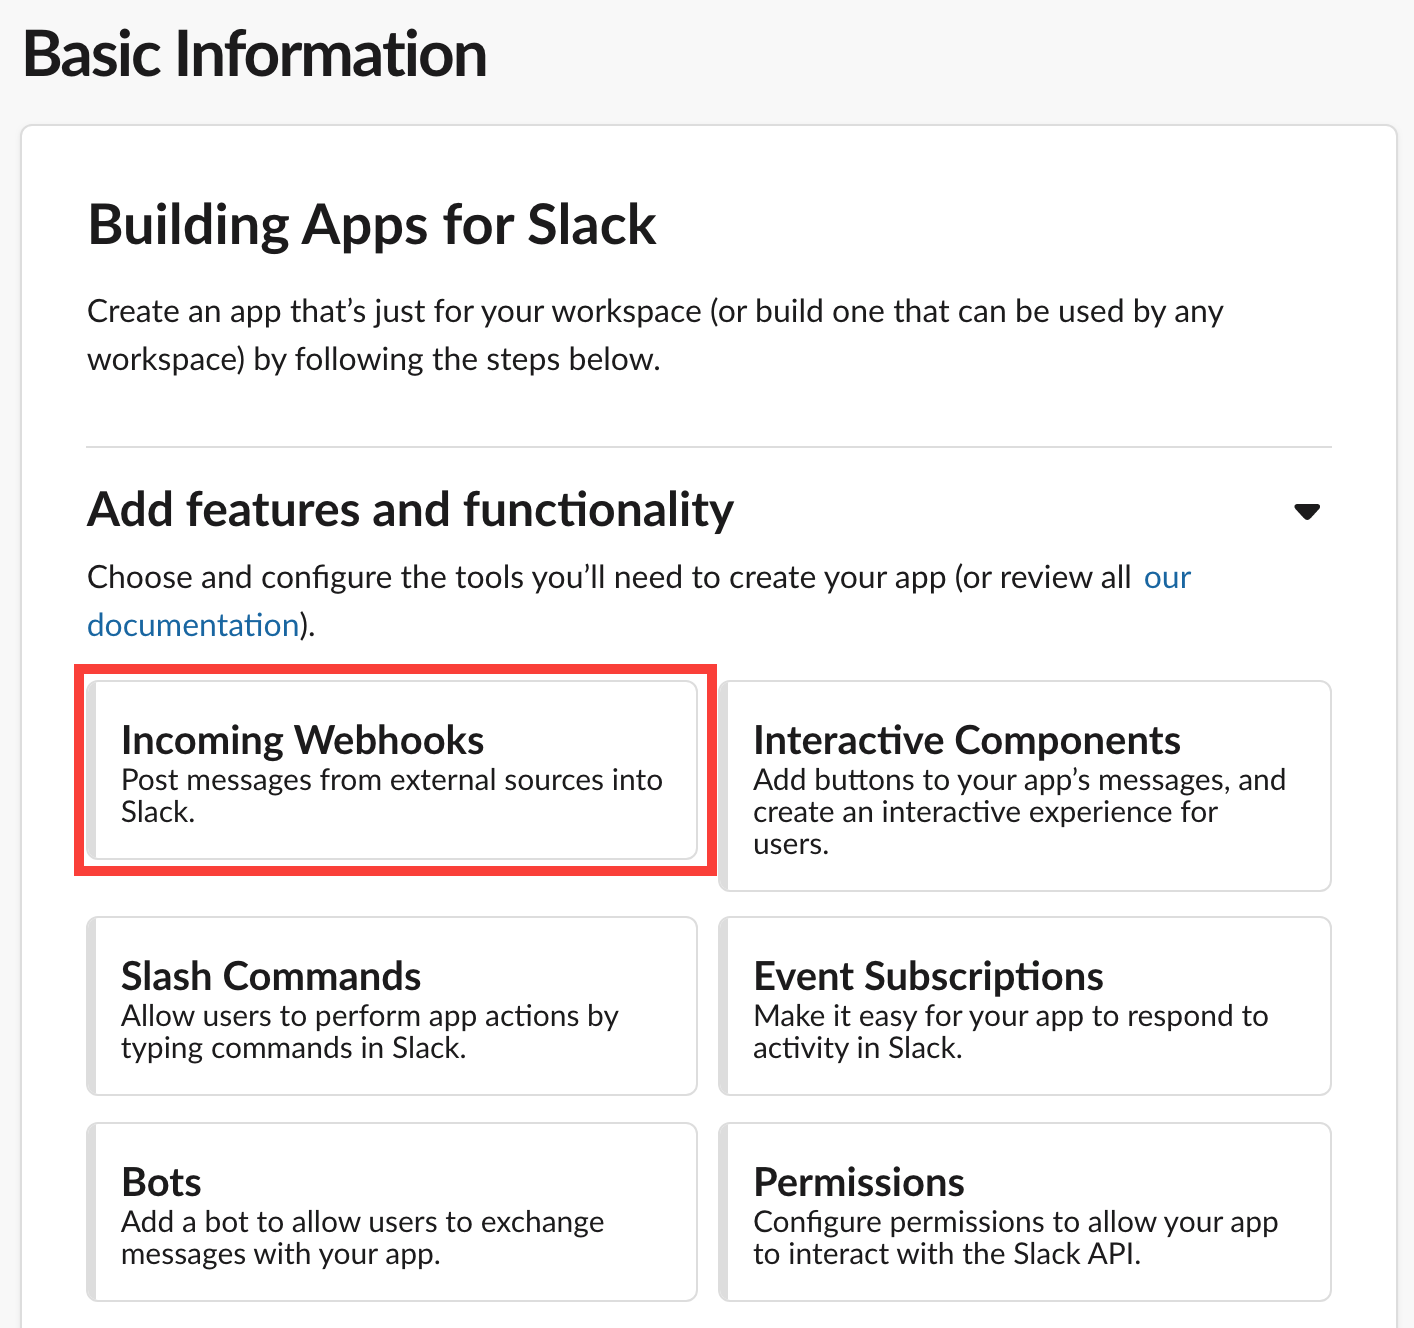 Basic Information
Building Apps for Slack
Create an app that’s just for your workspace (or build one that can be used by any
workspace) by following the steps below.
Add features and functionality
Choose and configure the tools you’ll need to create your app (or review all our
documentation).
Incoming Webhooks
Post messages from external sources into
Slack.
Interactive Components
Add buttons to your app’s messages, and
create an interactive experience for
users.
Slash Commands
Allow users to perform app actions by
typing commands in Slack.
Event Subscriptions
Make it easy for your app to respond to
activity in Slack.
Bots
Add a bot to allow users to exchange
messages with your app.
Permissions
Configure permissions to allow your app
to interact with the Slack API.